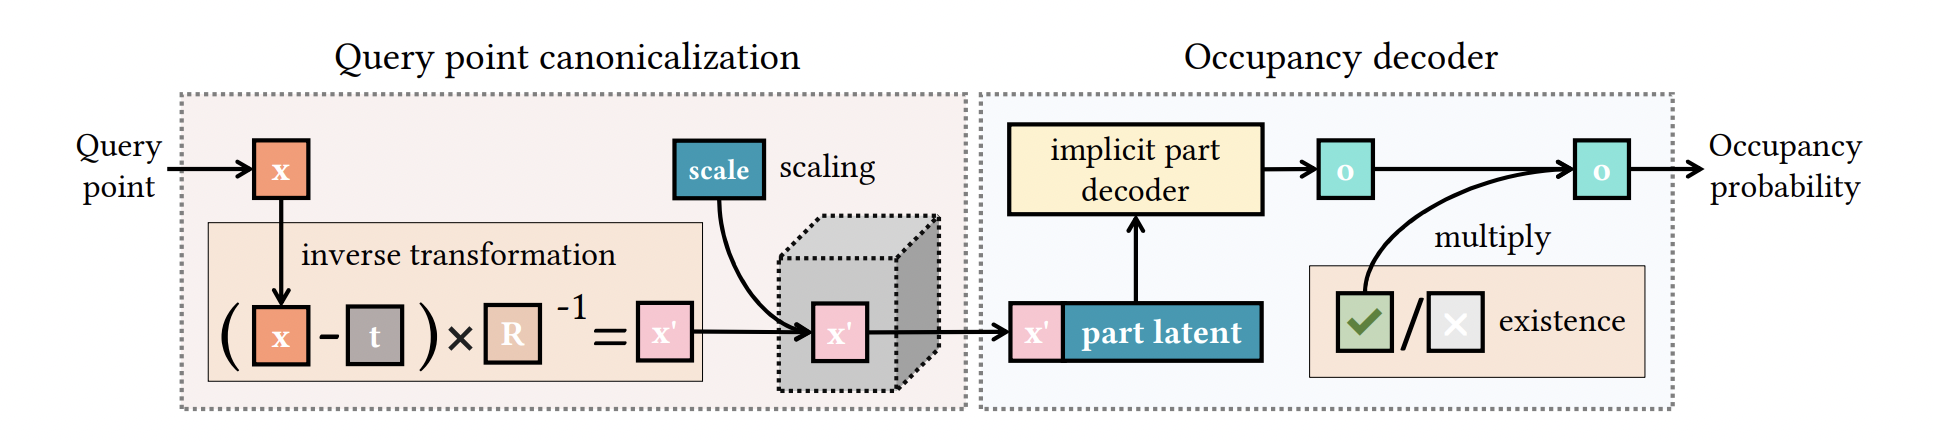 Query point canonicalization
Occupancy decoder
Query
point
x
scale
scaling
inverse transformation
( x - t ) × R -1 = x'
x'
implicit part
decoder
o
o
Occupancy
probability
multiply
x' part latent
✓ / × existence